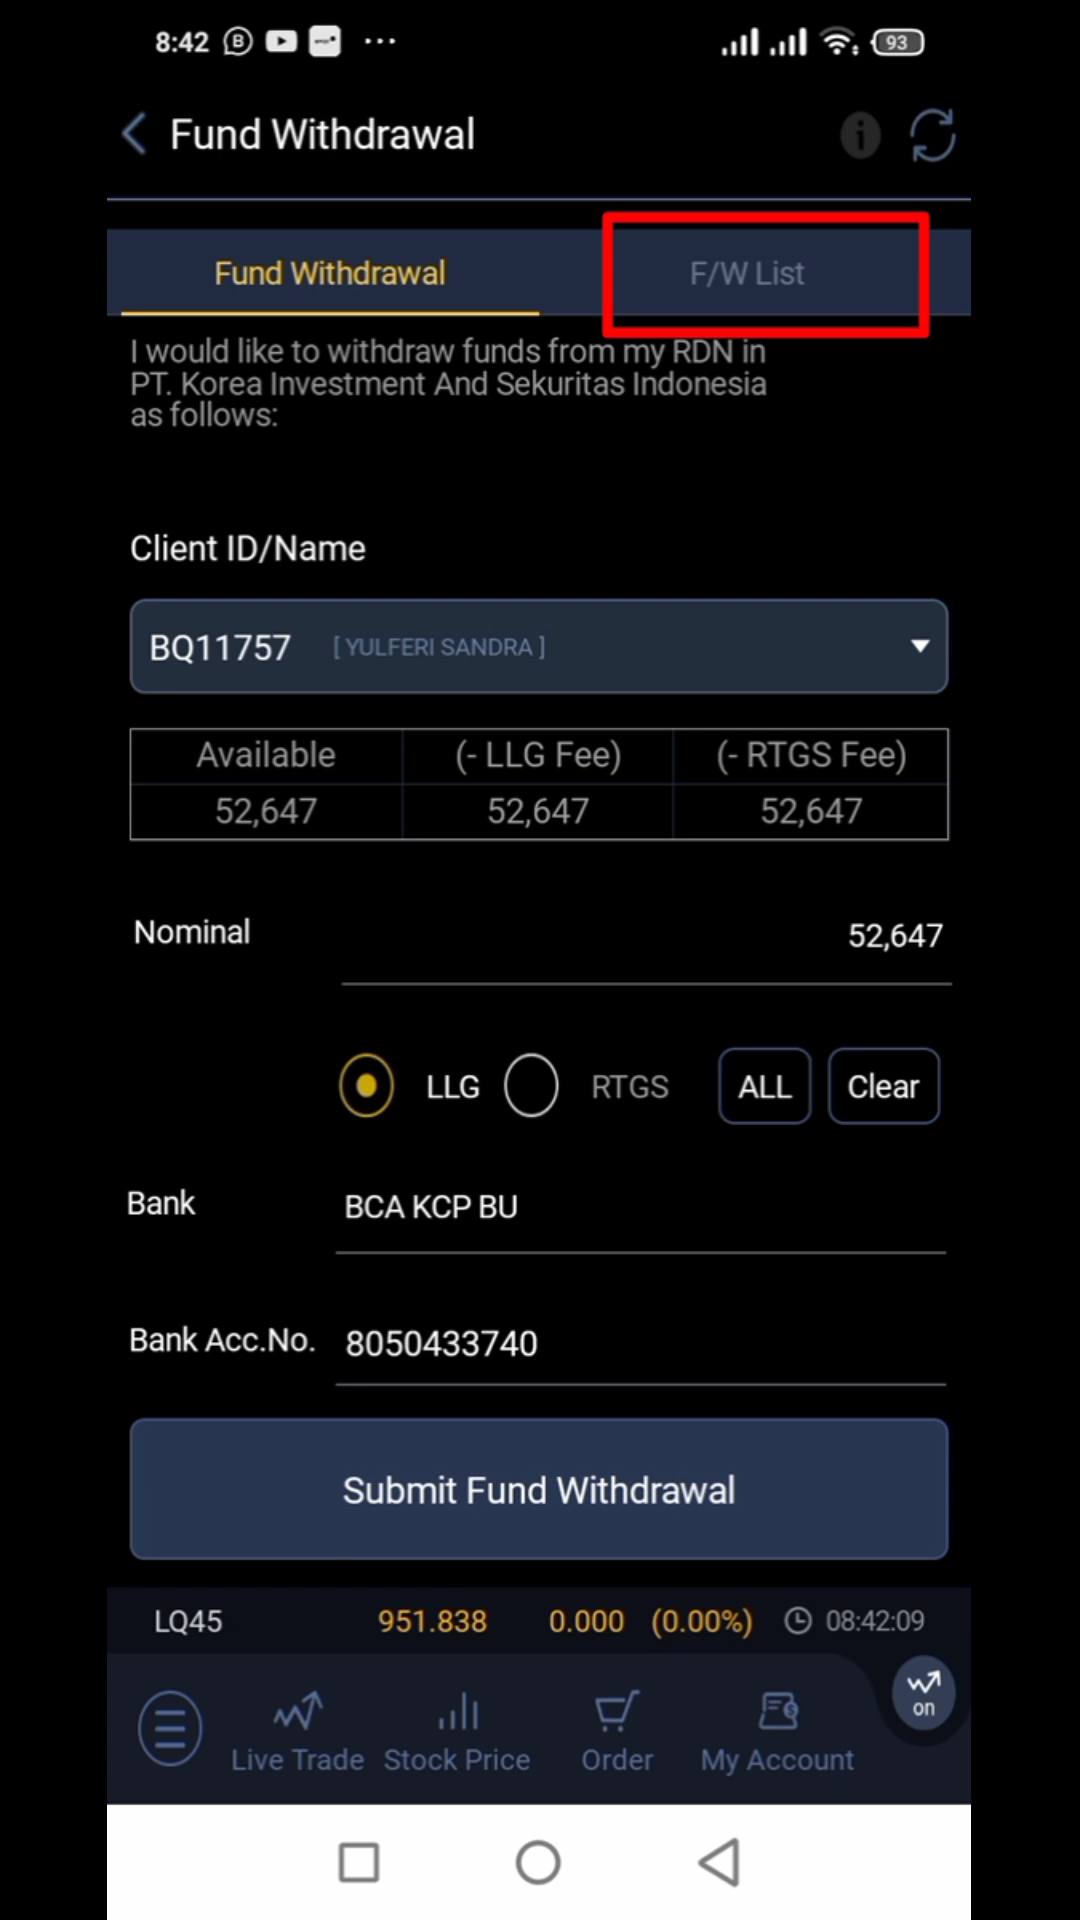 8:42 93
Fund Withdrawal
Fund Withdrawal F/W List
I would like to withdraw funds from my RDN in
PT. Korea Investment And Sekuritas Indonesia
as follows:
Client ID/Name
BQ11757 [ YULFERI SANDRA ]
Available (- LLG Fee) (- RTGS Fee)
52,647 52,647 52,647
Nominal 52,647
LLG RTGS ALL Clear
Bank BCA KCP BU
Bank Acc.No. 8050433740
Submit Fund Withdrawal
LQ45 951.838 0.000 (0.00%) 08:42:09
on
Live Trade Stock Price Order My Account